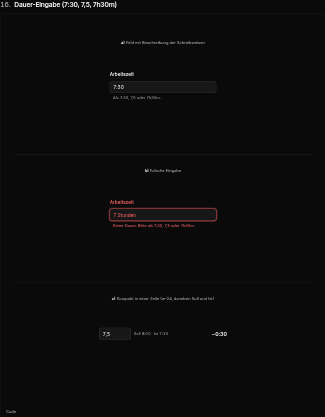 16. Dauer-Eingabe (7:30, 7,5, 7h30m)
a) Feld mit Beschreibung der Schreibweisen
Arbeitszeit
7:30
Als 7:30, 7,5 oder 7h30m.
b) Falsche Eingabe
Arbeitszeit
7 Stunden
Keine Dauer. Bitte als 7:30, 7,5 oder 7h30m.
c) Kompakt in einer Zeile
daneben Soll und Ist)
7,5
Soll 8:00 · Ist 7:30
−0:30
Code